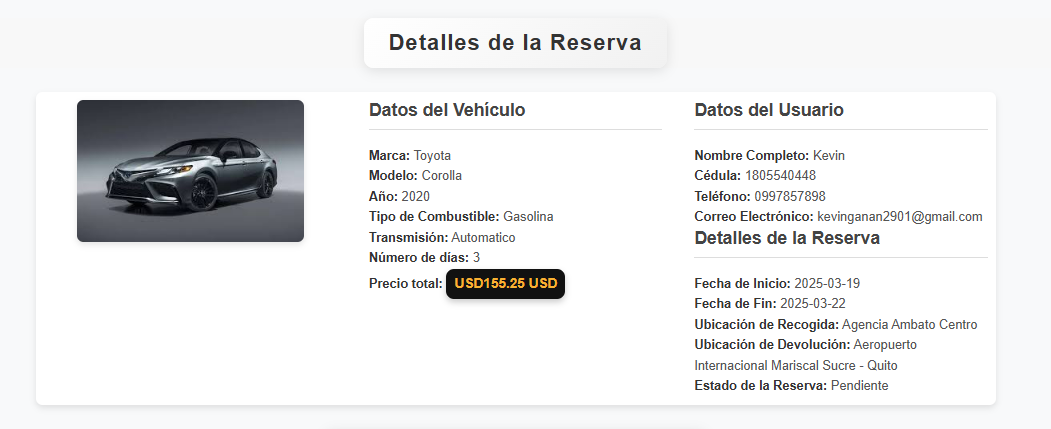 Detalles de la Reserva
Datos del Vehículo
Marca: Toyota
Modelo: Corolla
Año: 2020
Tipo de Combustible: Gasolina
Transmisión: Automatico
Número de días: 3
Precio total: USD155.25 USD
Datos del Usuario
Nombre Completo: Kevin
Cédula: 1805540448
Teléfono: 0997857898
Correo Electrónico: kevinganan2901@gmail.com
Detalles de la Reserva
Fecha de Inicio: 2025-03-19
Fecha de Fin: 2025-03-22
Ubicación de Recogida: Agencia Ambato Centro
Ubicación de Devolución: Aeropuerto
Internacional Mariscal Sucre - Quito
Estado de la Reserva: Pendiente